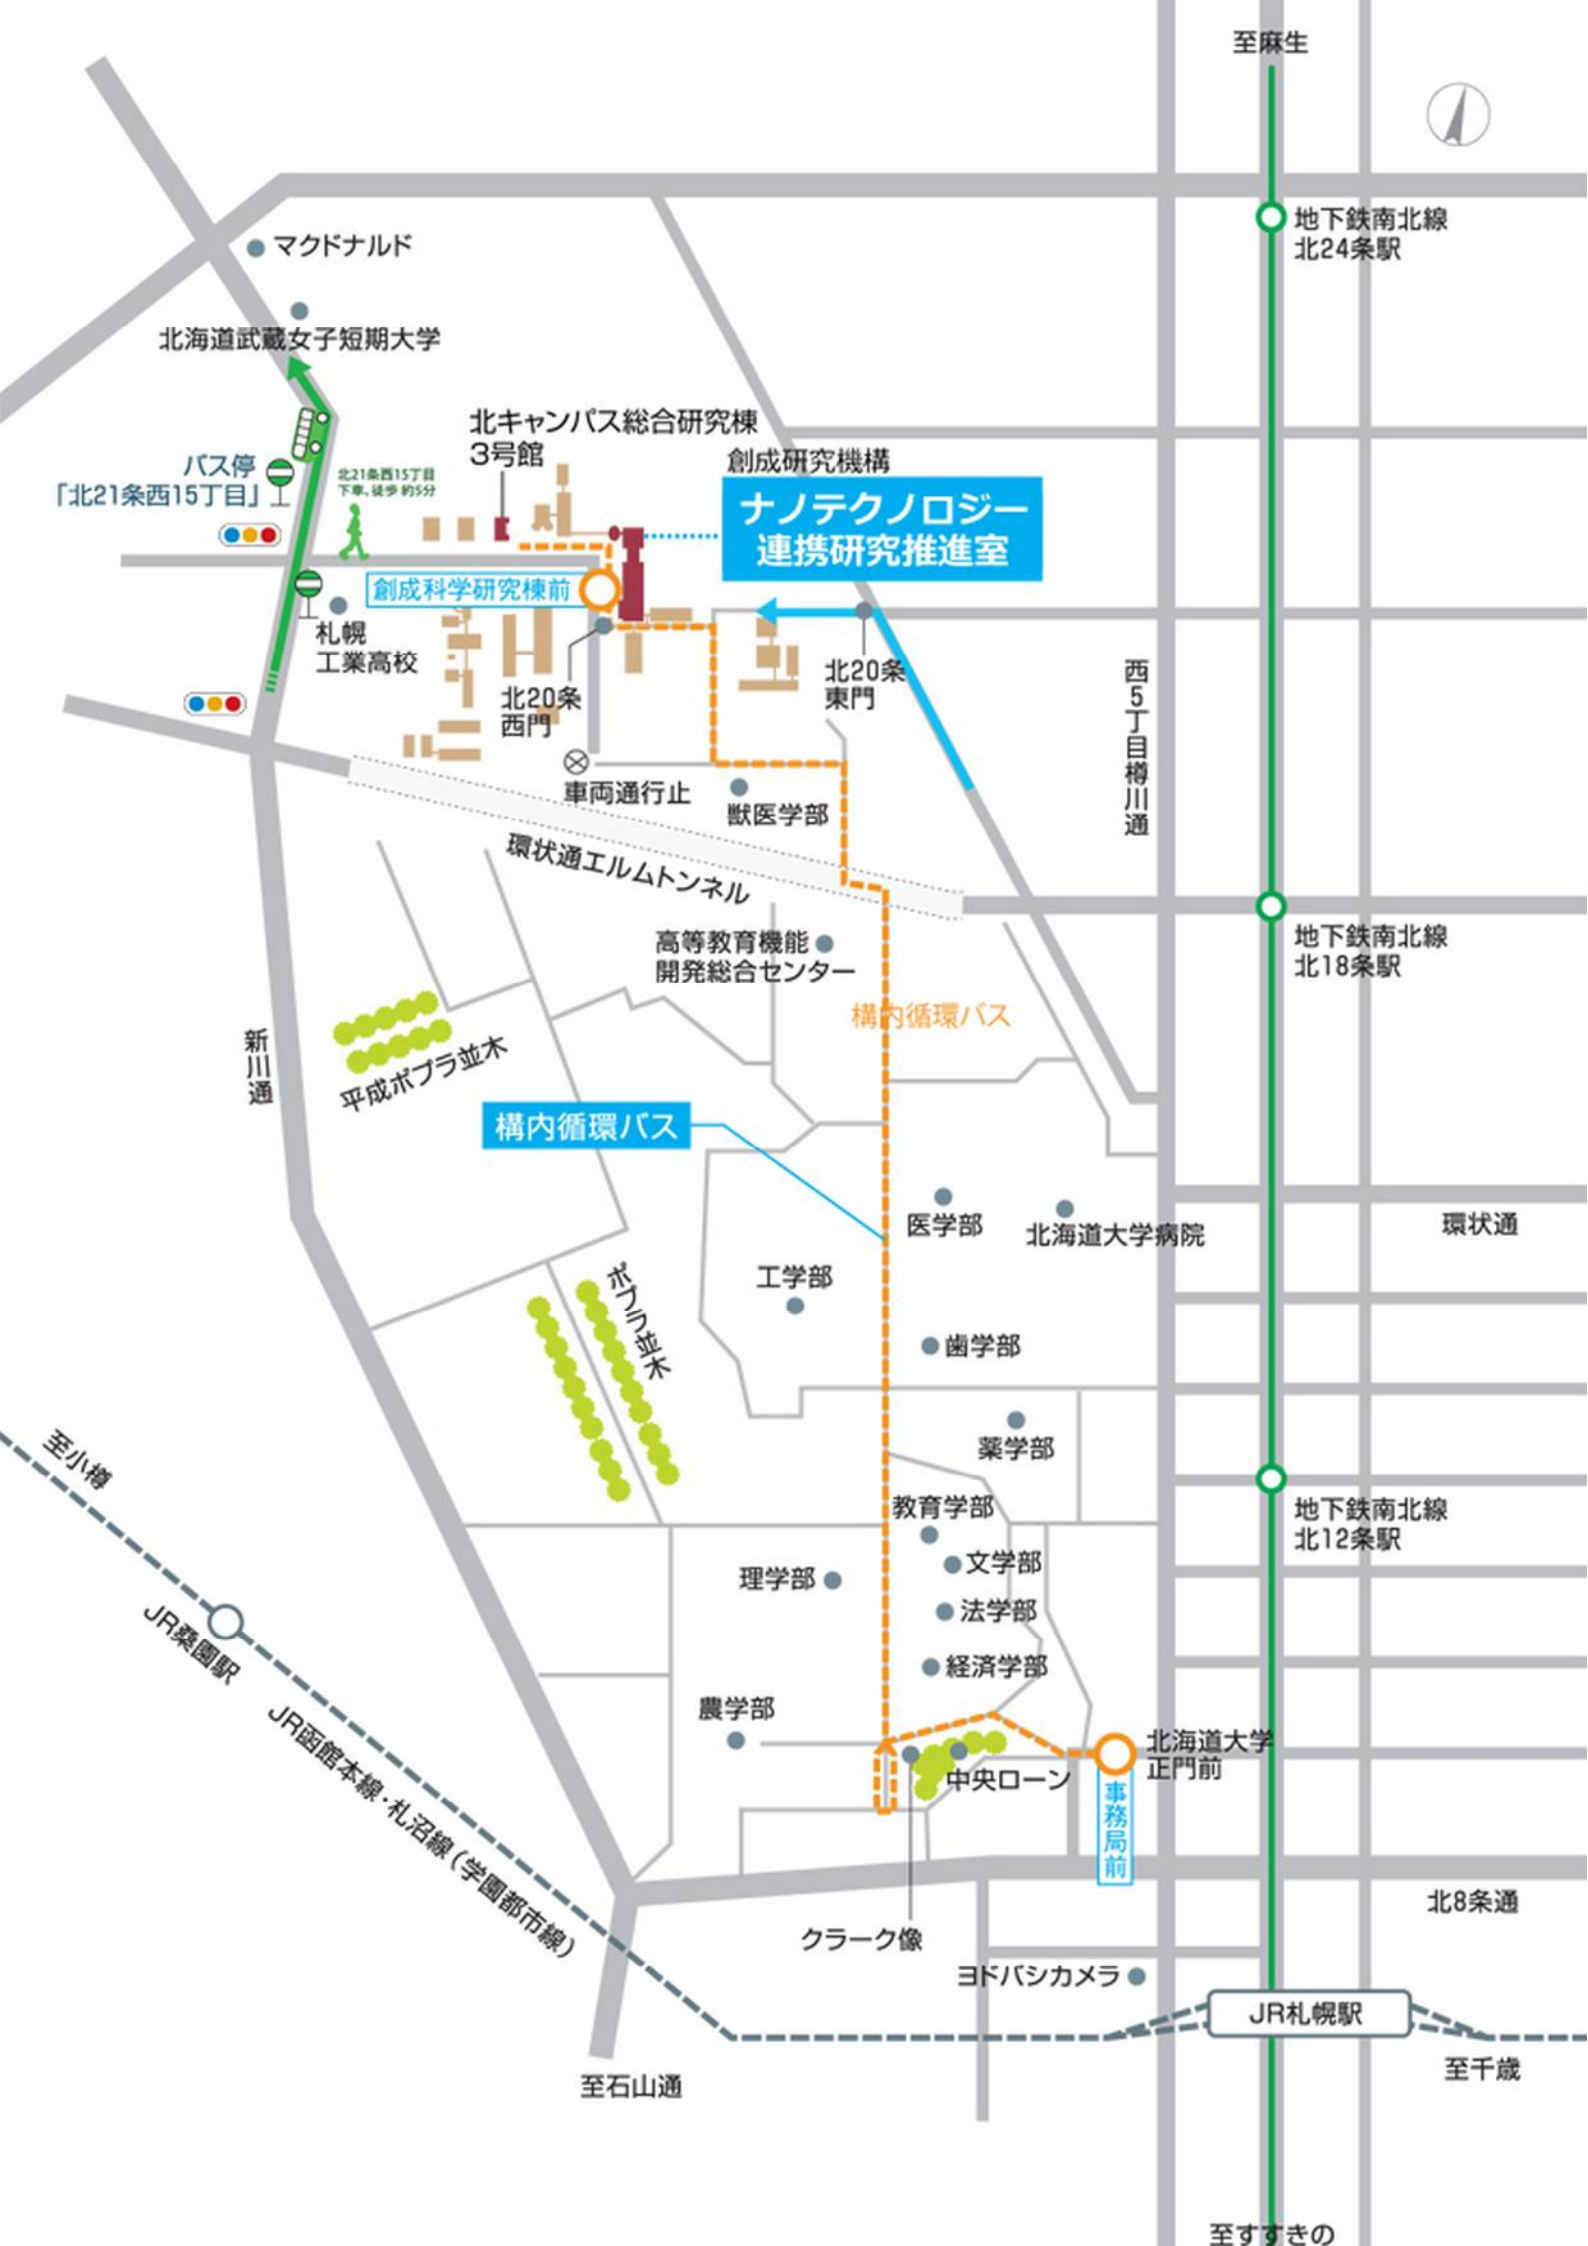 至麻生
地下鉄南北線
北24条駅
マクドナルド
北海道武蔵女子短期大学
北キャンパス総合研究棟
3号館
創成研究機構
ナノテクノロジー
連携研究推進室
バス停
「北21条西15丁目」
北21条西15丁目
下車、徒歩 約5分
創成科学研究棟前
札幌
工業高校
北20条
西門
北20条
東門
西5丁目樽川通
車両通行止
獣医学部
環状通エルムトンネル
高等教育機能
開発総合センター
地下鉄南北線
北18条駅
構内循環バス
新川通
平成ポプラ並木
構内循環バス
医学部
北海道大学病院
環状通
工学部
ポプラ並木
歯学部
薬学部
至小樽
教育学部
地下鉄南北線
北12条駅
文学部
理学部
法学部
JR桑園駅
経済学部
農学部
JR函館本線・札沼線（学園都市線）
北海道大学
正門前
中央ローン
事務局前
北8条通
クラーク像
ヨドバシカメラ
JR札幌駅
至千歳
至石山通
至すすきの